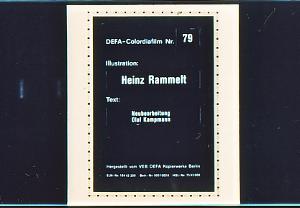 DEFA-Colordiafilm Nr. 79
Illustration:
Heinz Rammelt
Text:
Neubearbeitung
Olaf Kampmann
Hergestellt vom VEB DEFA Kopierwerke Berlin